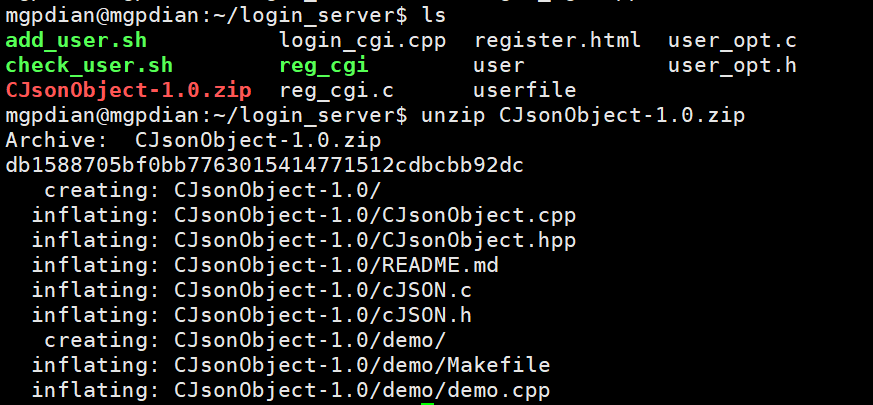 mgpdian@mgpdian:~/login_server$ ls
add_user.sh login_cgi.cpp register.html user_opt.c
check_user.sh reg_cgi user user_opt.h
CJsonObject-1.0.zip reg_cgi.c userfile
mgpdian@mgpdian:~/login_server$ unzip CJsonObject-1.0.zip
Archive: CJsonObject-1.0.zip
db1588705bf0bb7763015414771512cdbcbb92dc
creating: CJsonObject-1.0/
inflating: CJsonObject-1.0/CJsonObject.cpp
inflating: CJsonObject-1.0/CJsonObject.hpp
inflating: CJsonObject-1.0/README.md
inflating: CJsonObject-1.0/cJSON.c
inflating: CJsonObject-1.0/cJSON.h
creating: CJsonObject-1.0/demo/
inflating: CJsonObject-1.0/demo/Makefile
inflating: CJsonObject-1.0/demo/demo.cpp